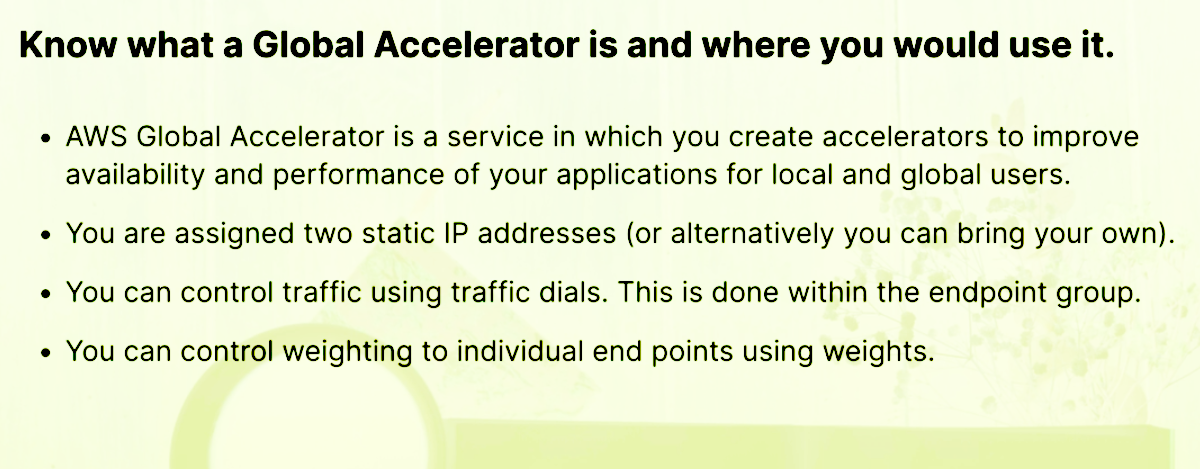 Know what a Global Accelerator is and where you would use it.
• AWS Global Accelerator is a service in which you create accelerators to improve
availability and performance of your applications for local and global users.
• You are assigned two static IP addresses (or alternatively you can bring your own).
• You can control traffic using traffic dials. This is done within the endpoint group.
• You can control weighting to individual end points using weights.